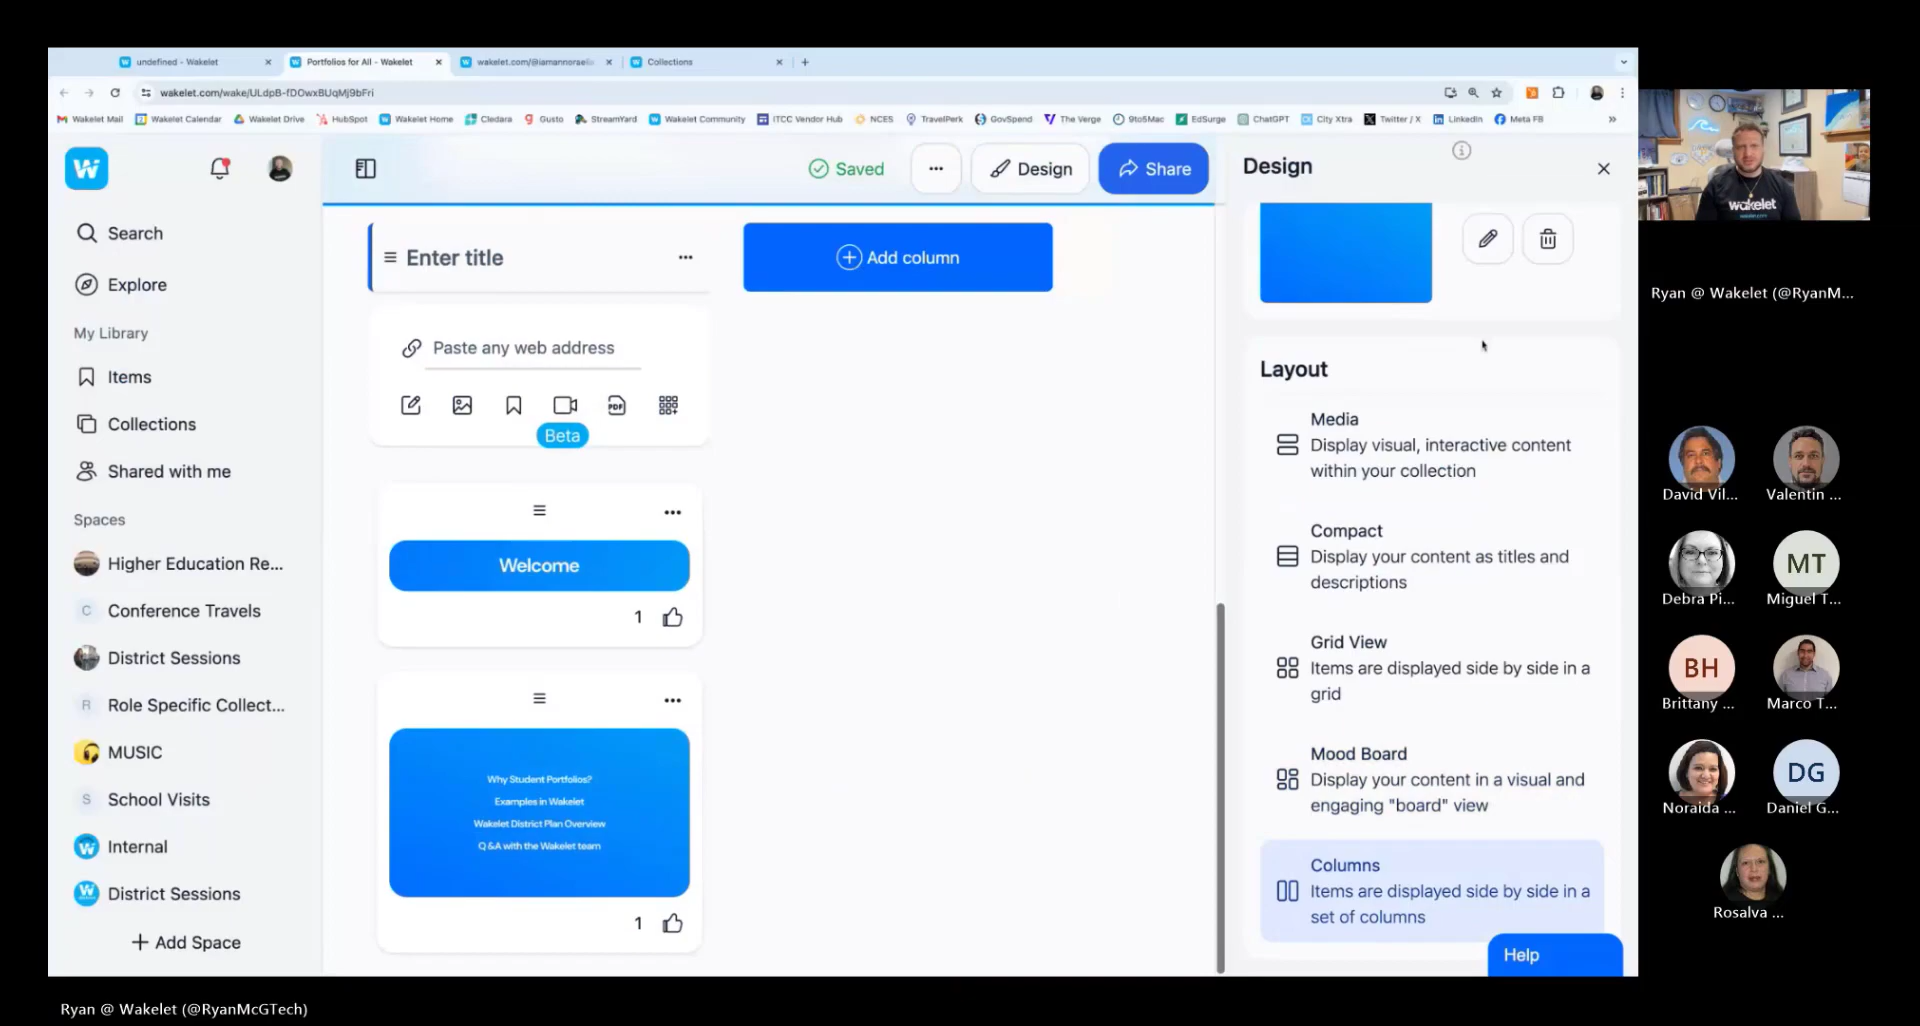 undefined - Wakelet
Portfolios for All - Wakelet
wakelet.com/@iamannorselle
Collections
wakelet.com/wake/ULdpB-fDOwxBUqMj9bFri
Wakelet Mail
Wakelet Calendar
Wakelet Drive
HubSpot
Wakelet Home
Cledara
Gusto
StreamYard
Wakelet Community
ITCC Vendor Hub
NCES
TravelPerk
GovSpend
The Verge
9to5Mac
EdSurge
ChatGPT
City Xtra
Twitter / X
LinkedIn
Meta FB
Search
Explore
My Library
Items
Collections
Shared with me
Spaces
Higher Education Re...
C Conference Travels
District Sessions
R Role Specific Collect...
MUSIC
S School Visits
Internal
District Sessions
+ Add Space
Saved
Design
Share
Enter title
Add column
Paste any web address
PDF
Beta
Welcome
1
Why Student Portfolios?
Examples in Wakelet
Wakelet District Plan Overview
Q &A with the Wakelet team
1
Design
Layout
Media
Display visual, interactive content
within your collection
Compact
Display your content as titles and
descriptions
Grid View
Items are displayed side by side in a
grid
Mood Board
Display your content in a visual and
engaging "board" view
Columns
Items are displayed side by side in a
set of columns
Help
wakelet
Ryan @ Wakelet (@RyanM...
David Vil...
Valentin ...
Debra Pi...
MT
Miguel T...
BH
Brittany ...
Marco T...
Noraida ...
DG
Daniel G...
Rosalva ...
Ryan @ Wakelet (@RyanMcGTech)